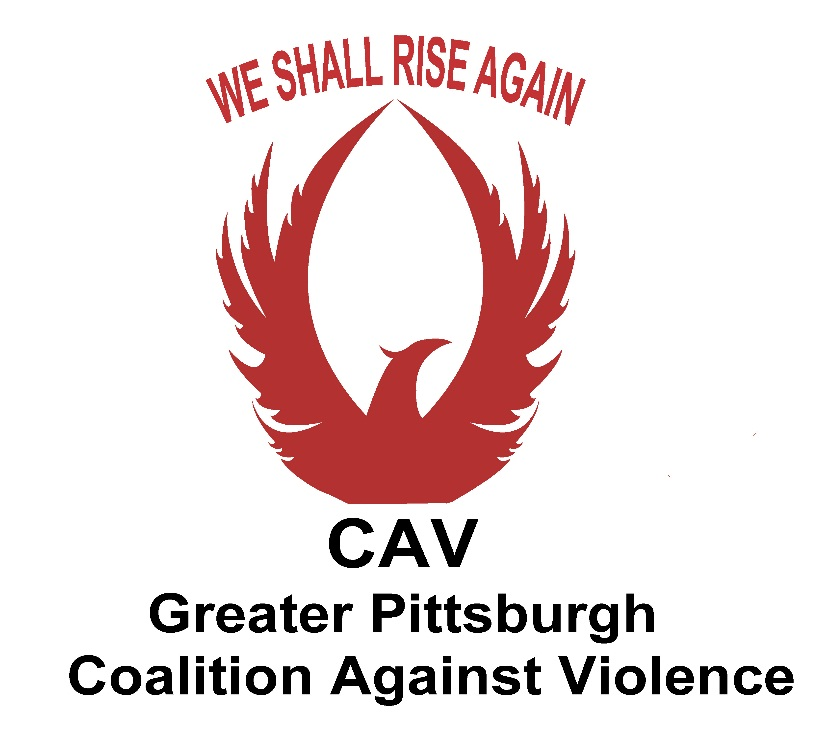 WE SHALL RISE AGAIN
CAV
Greater Pittsburgh
Coalition Against Violence